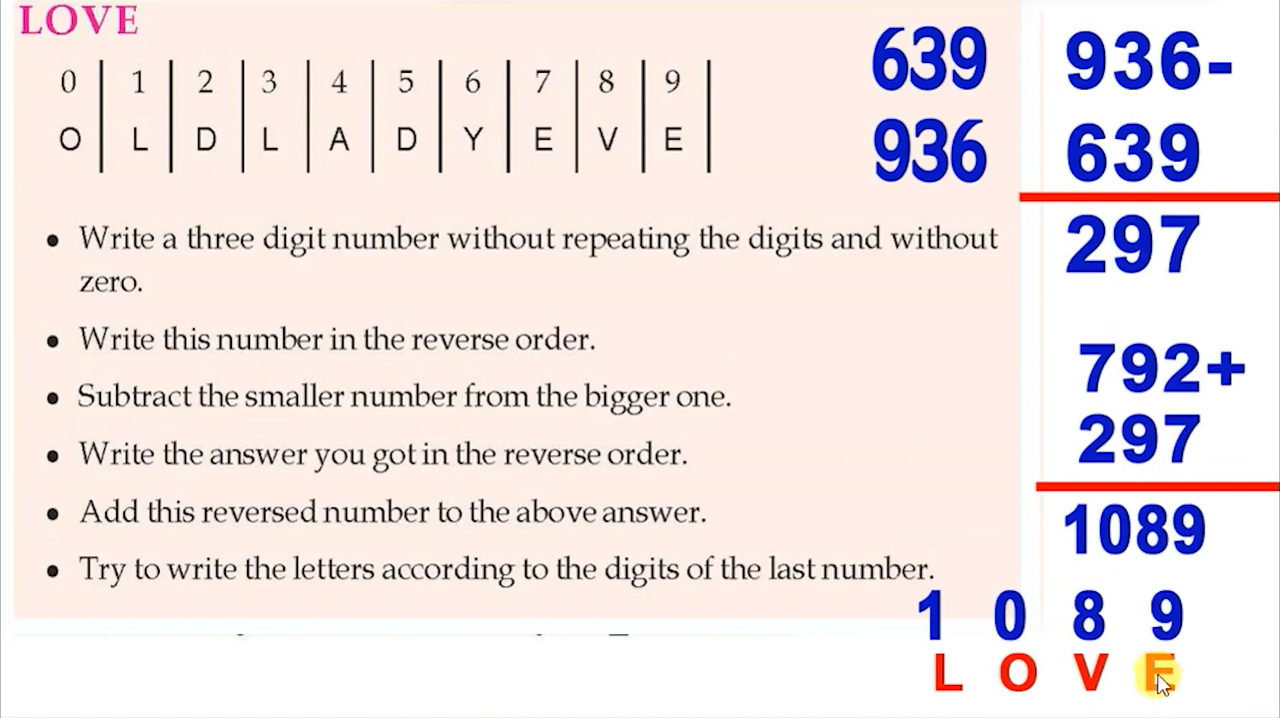 LOVE
0 1 2 3 4 5 6 7 8 9
O L D L A D Y E V E
• Write a three digit number without repeating the digits and without
zero.
• Write this number in the reverse order.
• Subtract the smaller number from the bigger one.
• Write the answer you got in the reverse order.
• Add this reversed number to the above answer.
• Try to write the letters according to the digits of the last number.
639
936
936-
639
297
792+
297
1089
1 0 8 9
L O V E